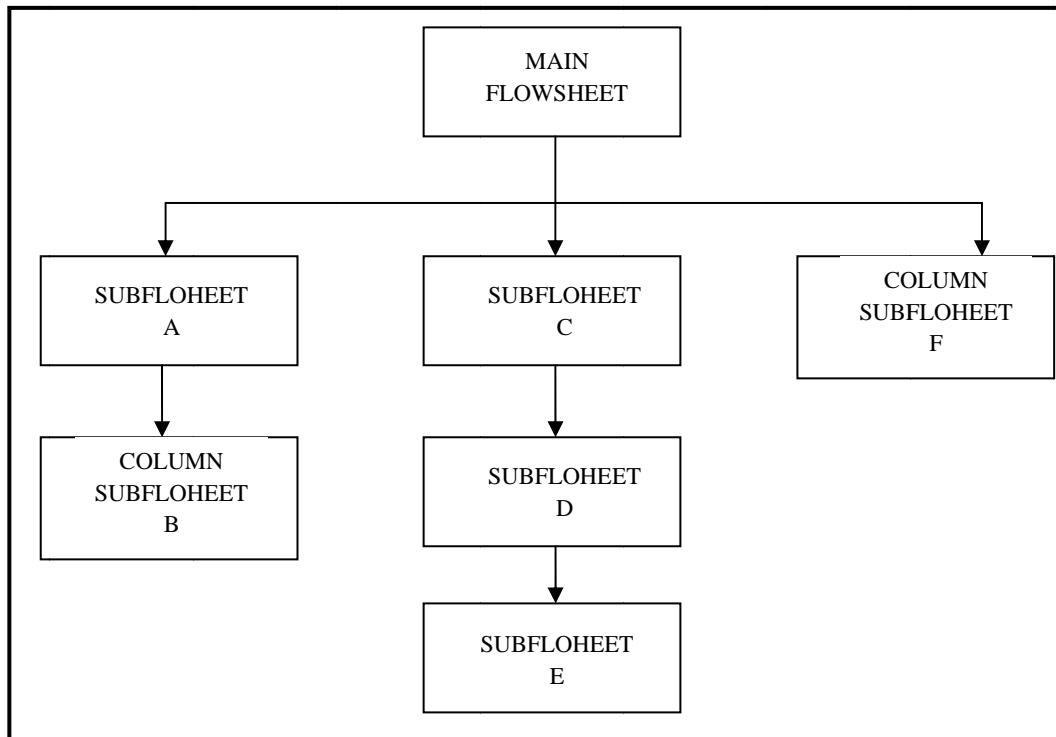 MAIN
FLOWSHEET
SUBFLOHEET
A
SUBFLOHEET
C
COLUMN
SUBFLOHEET
F
COLUMN
SUBFLOHEET
B
SUBFLOHEET
D
SUBFLOHEET
E